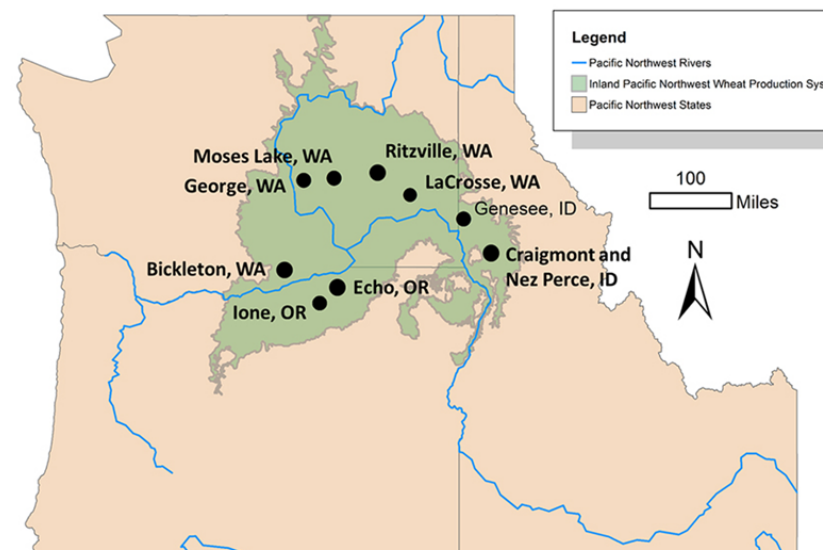 Legend
Pacific Northwest Rivers
Inland Pacific Northwest Wheat Production Sys
Pacific Northwest States
Moses Lake, WA
Ritzville, WA
George, WA
LaCrosse, WA
100
Miles
Genesee, ID
N
Bickleton, WA
Craigmont and
Nez Perce, ID
Echo, OR
Ione, OR